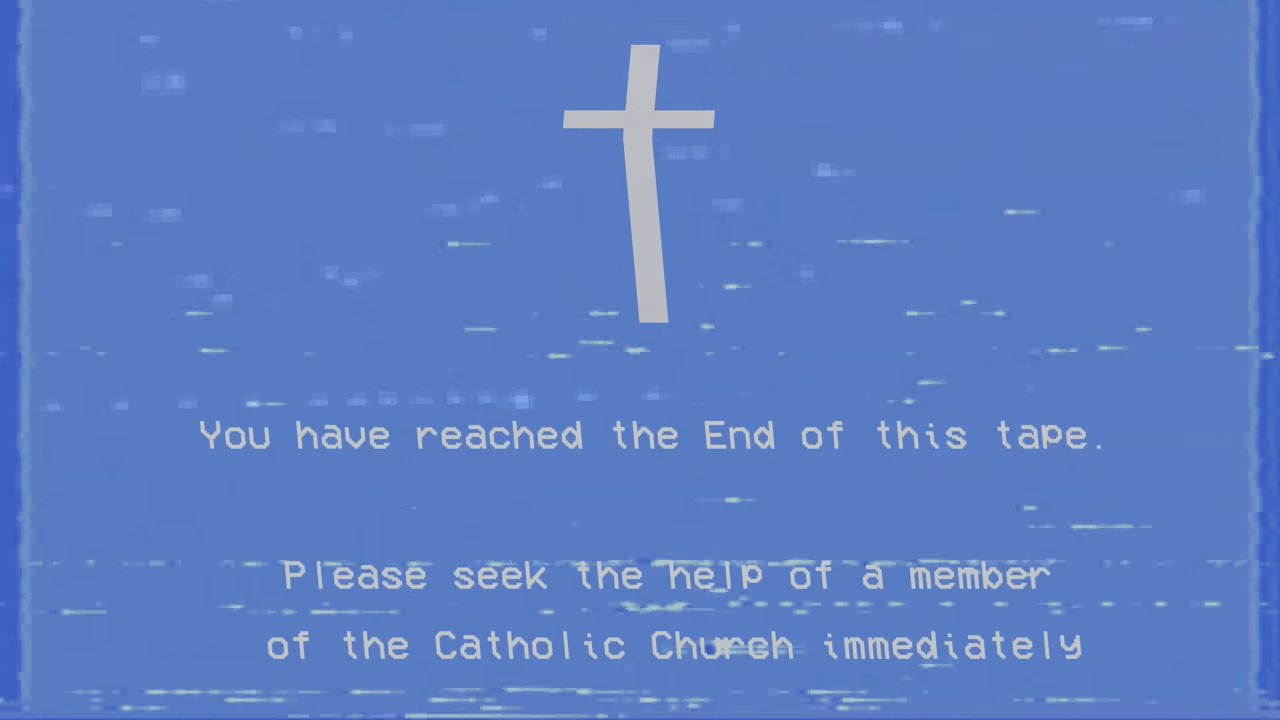 You have reached the End of this tape.
Please seek the help of a member
of the Catholic Church immediately